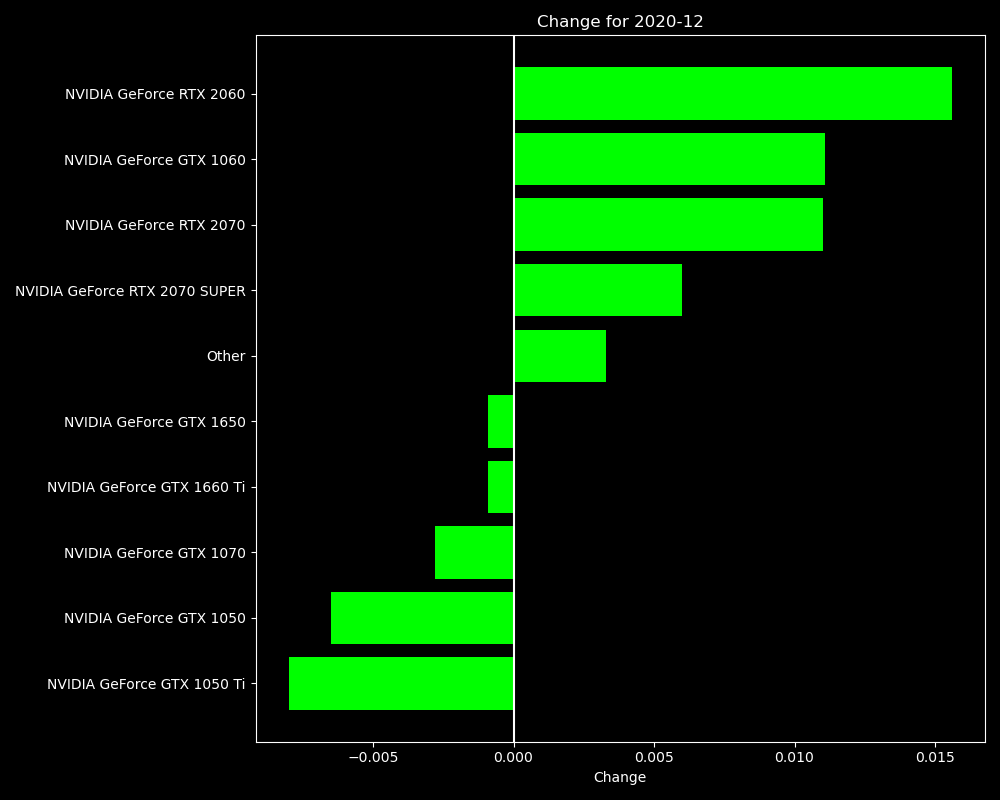 Change for 2020-12
NVIDIA GeForce RTX 2060
NVIDIA GeForce GTX 1060
NVIDIA GeForce RTX 2070
NVIDIA GeForce RTX 2070 SUPER
Other
NVIDIA GeForce GTX 1650
NVIDIA GeForce GTX 1660 Ti
NVIDIA GeForce GTX 1070
NVIDIA GeForce GTX 1050
NVIDIA GeForce GTX 1050 Ti
−0.005 0.000 0.005 0.010 0.015
Change